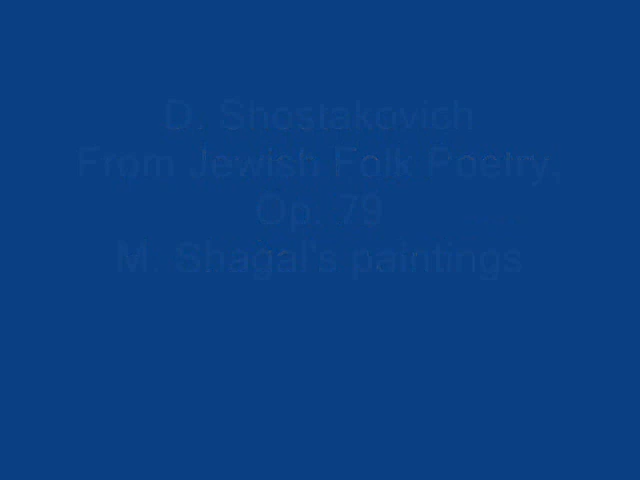 D. Shostakovich
From Jewish Folk Poetry,
Op. 79
M. Shagal's paintings